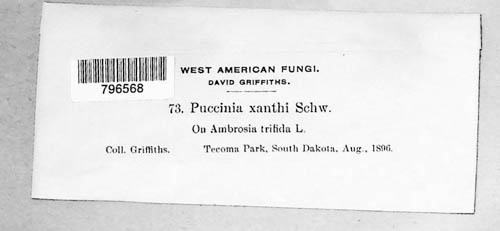 WEST AMERICAN FUNGI.
DAVID GRIFFITHS.
796568
73. Puccinia xanthi Schw.
On Ambrosia trifida L.
Coll. Griffiths. Tecoma Park, South Dakota, Aug., 1896.